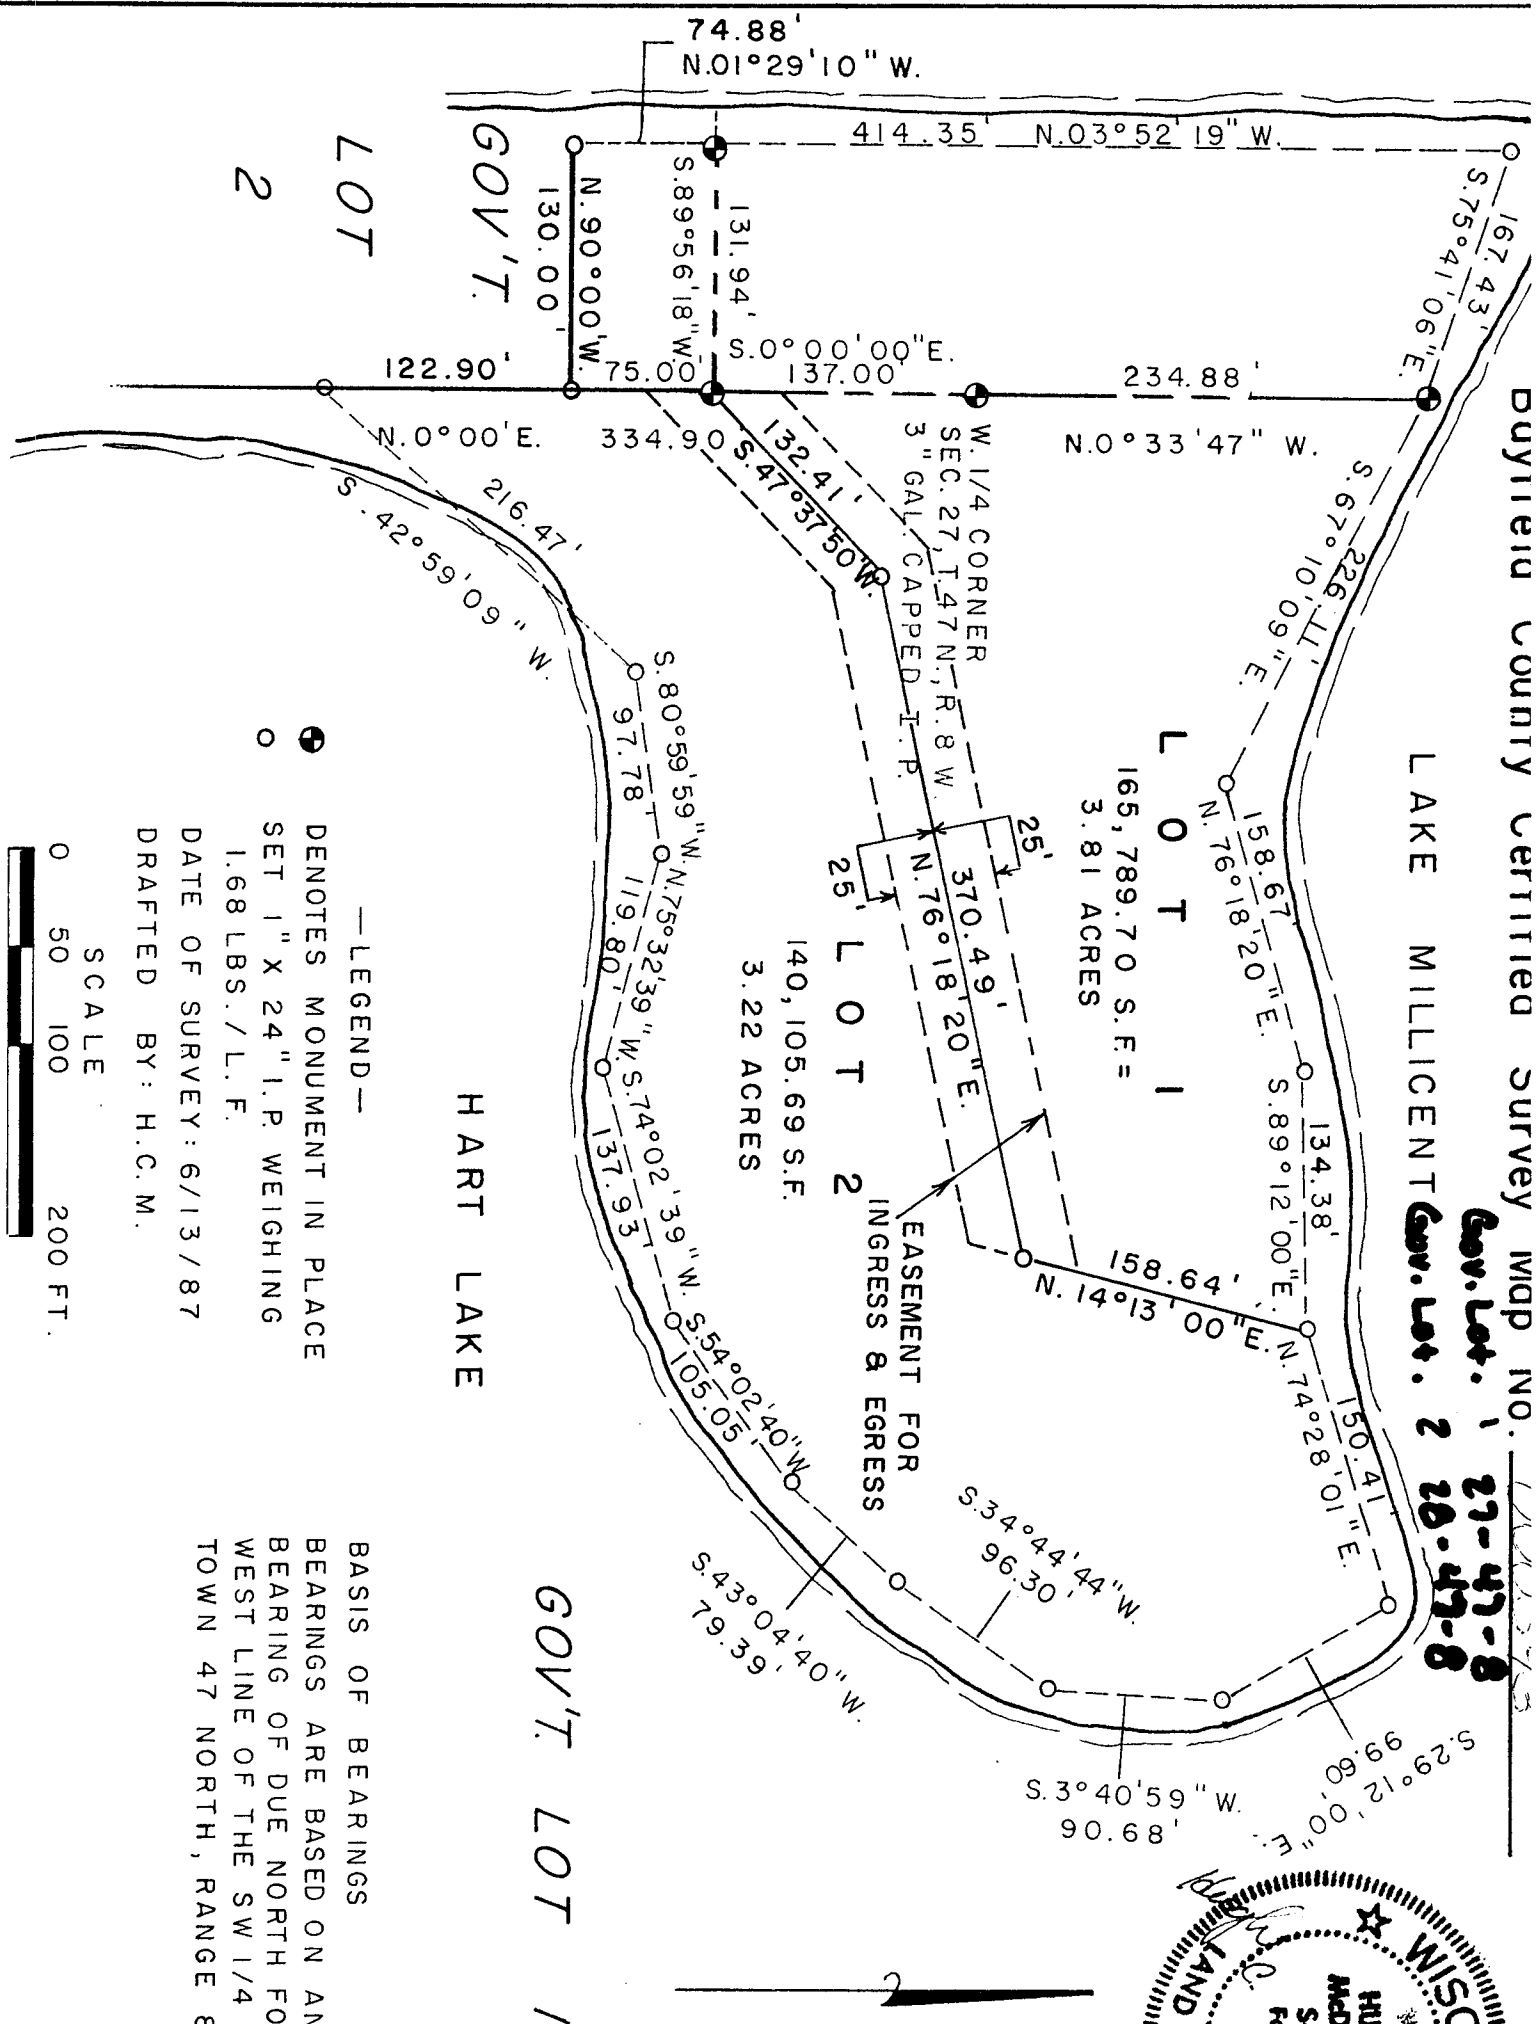 Bayfield County Certified Survey Map No.
Gov. Lot. 1 27-47-8
Gov. Lot. 2 28-47-8
LAKE MILLICENT
74.88'
N.01°29'10" W.
414.35' N.03°52'19" W.
167.43'
S.75°41'06"E.
226.11'
S.67°10'09"E.
158.67'
N.76°18'20"E.
134.38'
S.89°12'00"E.
150.41'
N.74°28'01"E.
99.60'
S.29°12'00"E.
S.3°40'59"W.
90.68'
S.34°44'44"W.
96.30'
S.43°04'40"W.
79.39'
S.54°02'40"W.
105.05'
S.74°02'39"W.
137.93'
N.75°32'39"W.
119.80'
S.80°59'59"W.
97.78'
216.47'
S.42°59'09"W.
122.90'
N.0°00'E. 334.90'
75.00'
N.90°00'W.
130.00'
131.94'
S.89°56'18"W.
S.0°00'00"E.
137.00'
234.88'
N.0°33'47" W.
W. 1/4 CORNER
SEC. 27, T.47 N., R.8 W.
3" GAL. CAPPED I.P.
132.41'
S.47°37'50"W.
370.49'
N.76°18'20"E.
25'
25'
158.64'
N.14°13'00"E.
LOT 1
165,789.70 S.F.=
3.81 ACRES
LOT 2
140,105.69 S.F.
3.22 ACRES
EASEMENT FOR
INGRESS & EGRESS
GOV'T.
LOT
2
HART LAKE
GOV'T. LOT 1
—LEGEND—
DENOTES MONUMENT IN PLACE
SET 1" X 24" I.P. WEIGHING
1.68 LBS./L.F.
DATE OF SURVEY: 6/13/87
DRAFTED BY: H.C.M.
SCALE
0 50 100 200 FT.
BASIS OF BEARINGS
BEARINGS ARE BASED ON AN
BEARING OF DUE NORTH FO
WEST LINE OF THE SW 1/4
TOWN 47 NORTH, RANGE 8
WISC
HU
McD
LAND